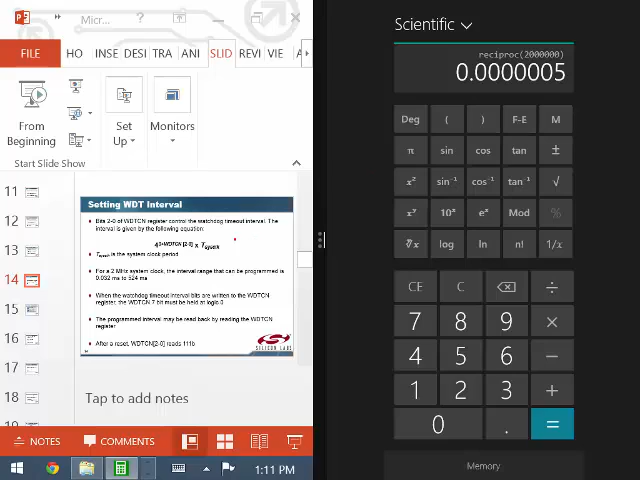 Micr...
?
FILE
HO
INSE
DESI
TRA
ANI
SLID
REVI
VIE
From
Beginning
Set
Up
Monitors
Start Slide Show
11
12
13
14
15
16
17
18
Setting WDT Interval
Bits 2-0 of WDTCN register control the watchdog timeout interval. The
interval is given by the following equation:
4^3+WDTCN [2-0] x Tsysclk
Tsysclk is the system clock period
For a 2 MHz system clock, the interval range that can be programmed is
0.032 ms to 524 ms
When the watchdog timeout interval bits are written to the WDTCN
register, the WDTCN.7 bit must be held at logic 0
The programmed interval may be read back by reading the WDTCN
register
After a reset, WDTCN[2-0] reads 111b
SILICON LABS
Tap to add notes
NOTES
COMMENTS
1:11 PM
Scientific
reciproc(2000000)
0.0000005
Deg ( ) F-E M
π sin cos tan ±
x² sin⁻¹ cos⁻¹ tan⁻¹ √
xʸ 10ˣ eˣ Mod %
ʸ√x log ln n! 1/x
CE C ÷
7 8 9 ×
4 5 6 −
1 2 3 +
0 . =
Memory